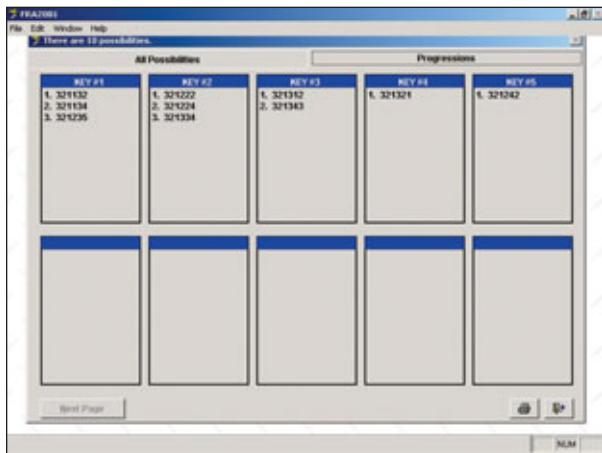 FRAZ2001
File Edit Window Help
There are 10 possibilities.
All Possibilities Progressions
KEY #1 KEY #2 KEY #3 KEY #4 KEY #5
1. 321132 1. 321222 1. 321312 1. 321321 1. 321242
2. 321134 2. 321224 2. 321343
3. 321235 3. 321334
Next Page
NUM